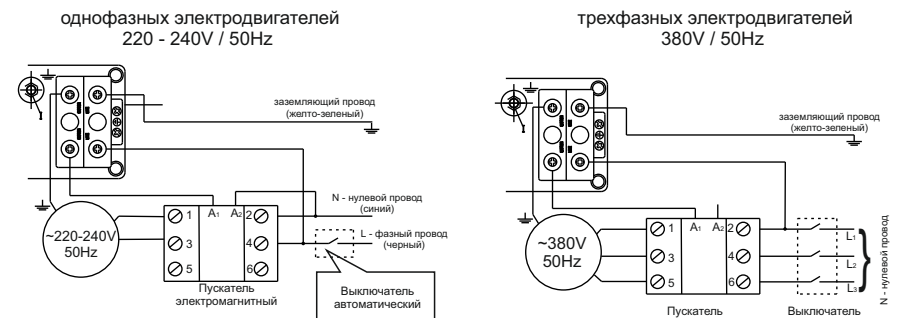 однофазных электродвигателей
220 - 240V / 50Hz
заземляющий провод
(желто-зеленый)
N - нулевой провод
(синий)
L - фазный провод
(черный)
~220-240V
50Hz
1 A1 A2 2
3 4
5 6
Пускатель
электромагнитный
Выключатель
автоматический
трехфазных электродвигателей
380V / 50Hz
заземляющий провод
(желто-зеленый)
~380V
50Hz
1 A1 A2 2
3 4
5 6
L1
L2
L3
N - нулевой провод
Пускатель
Выключатель